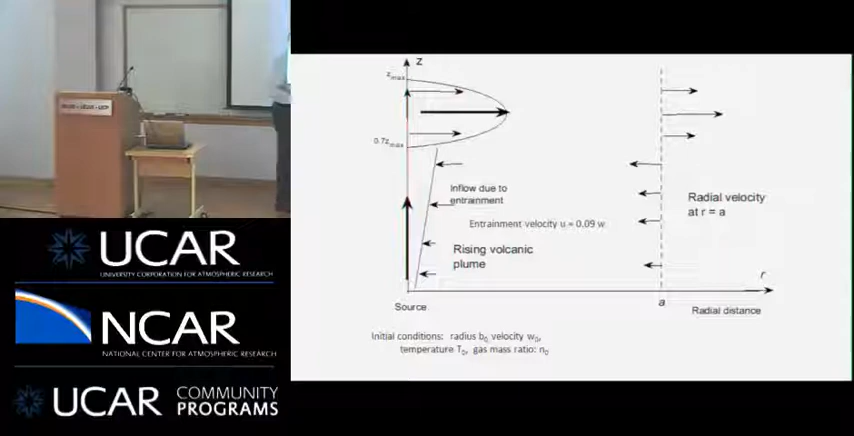 UCAR
UNIVERSITY CORPORATION FOR ATMOSPHERIC RESEARCH
NCAR
NATIONAL CENTER FOR ATMOSPHERIC RESEARCH
UCAR COMMUNITY
PROGRAMS
z
zmax
0.7zmax
Inflow due to
entrainment
Entrainment velocity u = 0.09 w
Rising volcanic
plume
Radial velocity
at r = a
r
Source
a
Radial distance
Initial conditions: radius b0 velocity w0,
temperature T0, gas mass ratio: n0